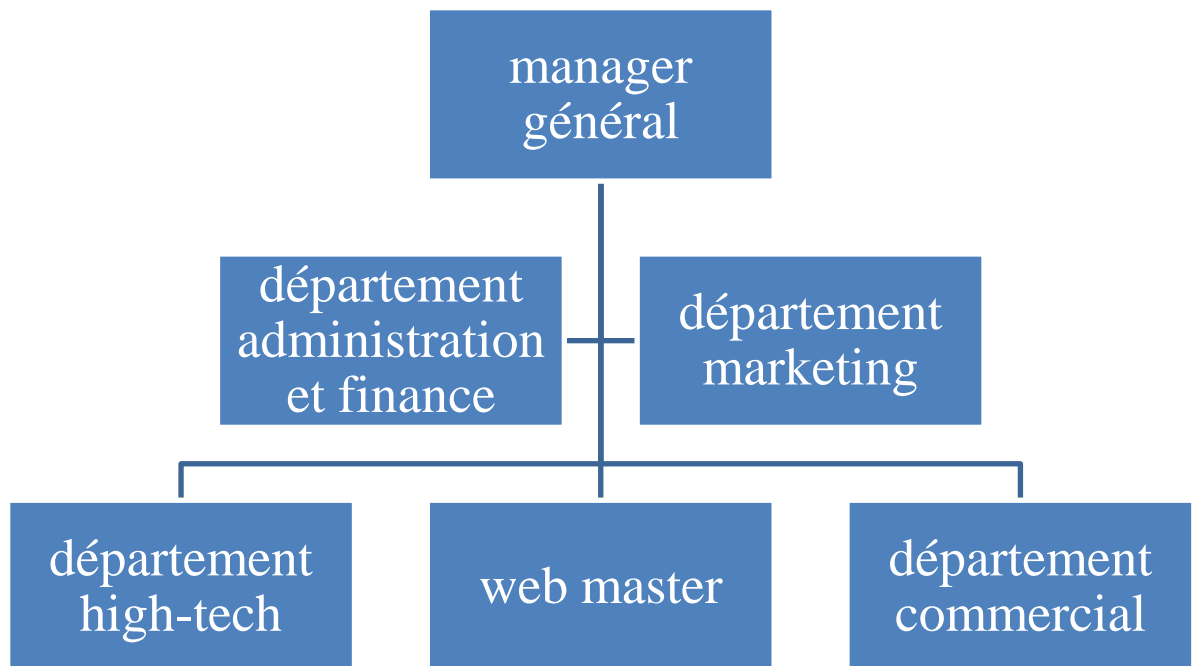 manager
général
département
administration
et finance
département
marketing
département
high-tech
web master
département
commercial